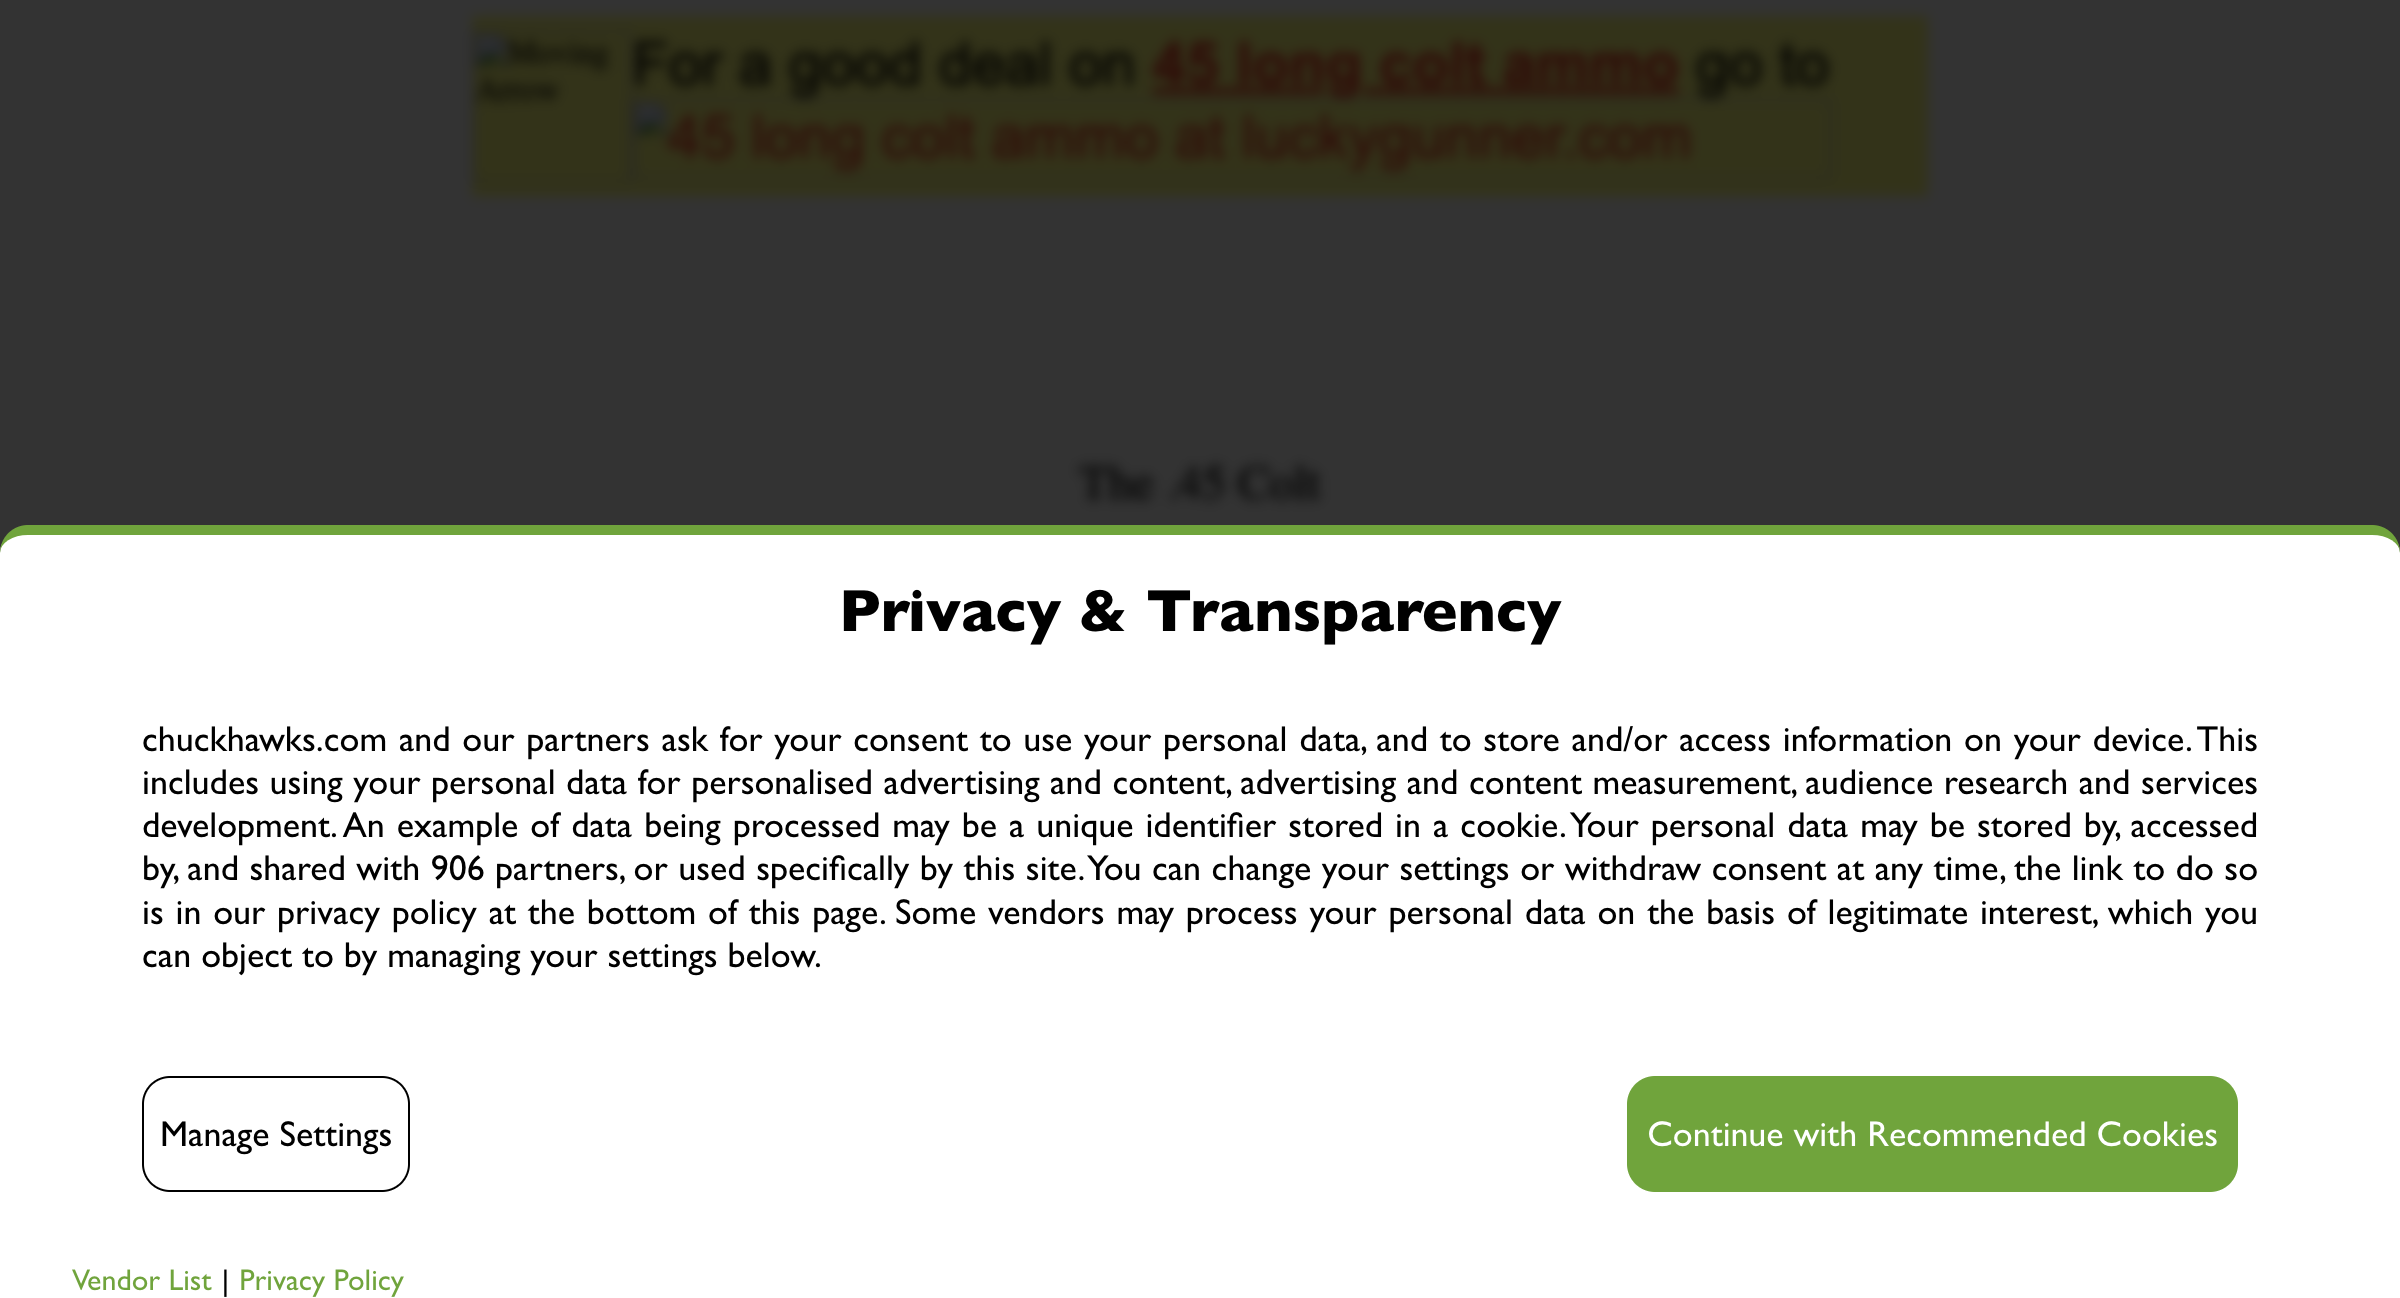 Moving
Arrow
For a good deal on 45 long colt ammo go to
45 long colt ammo at luckygunner.com
The .45 Colt
Privacy & Transparency
chuckhawks.com and our partners ask for your consent to use your personal data, and to store and/or access information on your device. This
includes using your personal data for personalised advertising and content, advertising and content measurement, audience research and services
development. An example of data being processed may be a unique identifier stored in a cookie. Your personal data may be stored by, accessed
by, and shared with 906 partners, or used specifically by this site. You can change your settings or withdraw consent at any time, the link to do so
is in our privacy policy at the bottom of this page. Some vendors may process your personal data on the basis of legitimate interest, which you
can object to by managing your settings below.
Manage Settings
Continue with Recommended Cookies
Vendor List | Privacy Policy